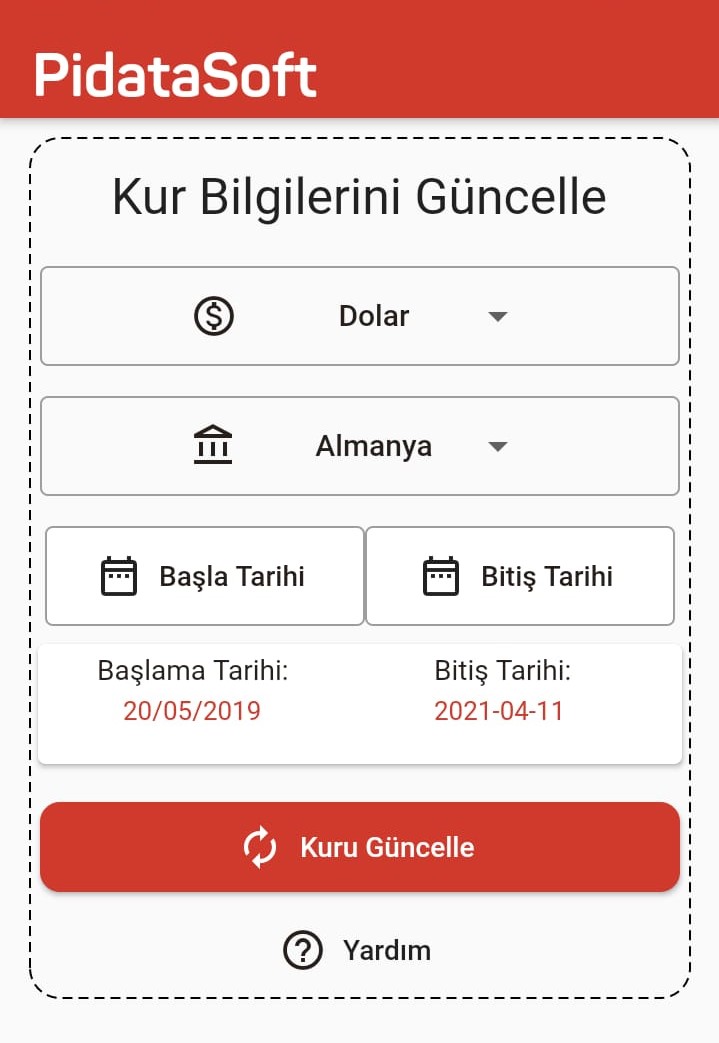 PidataSoft
Kur Bilgilerini Güncelle
Dolar
Almanya
Başla Tarihi
Bitiş Tarihi
Başlama Tarihi:
20/05/2019
Bitiş Tarihi:
2021-04-11
Kuru Güncelle
Yardım